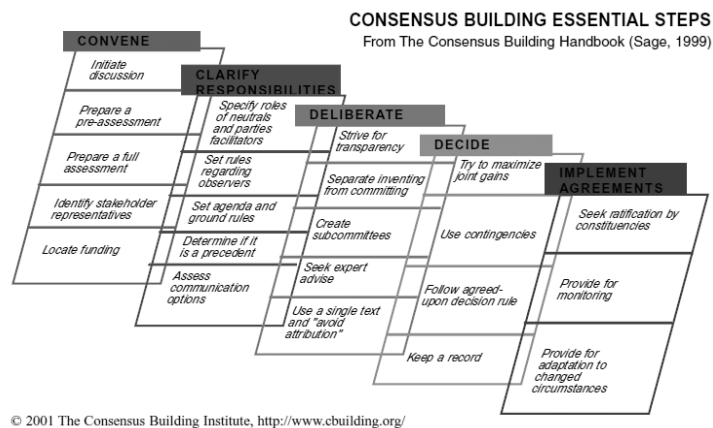 CONSENSUS BUILDING ESSENTIAL STEPS
From The Consensus Building Handbook (Sage, 1999)
CONVENE
Initiate
discussion
Prepare a
pre-assessment
Prepare a full
assessment
Identify stakeholder
representatives
Locate funding
CLARIFY
RESPONSIBILITIES
Specify roles
of neutrals
and parties
facilitators
Set rules
regarding
observers
Set agenda and
ground rules
Determine if it
is a precedent
Assess
communication
options
DELIBERATE
Strive for
transparency
Separate inventing
from committing
Create
subcommittees
Seek expert
advise
Use a single text
and "avoid
attribution"
DECIDE
Try to maximize
joint gains
Use contingencies
Follow agreed-
upon decision rule
Keep a record
IMPLEMENT
AGREEMENTS
Seek ratification by
constituencies
Provide for
monitoring
Provide for
adaptation to
changed
circumstances
© 2001 The Consensus Building Institute, http://www.cbuilding.org/